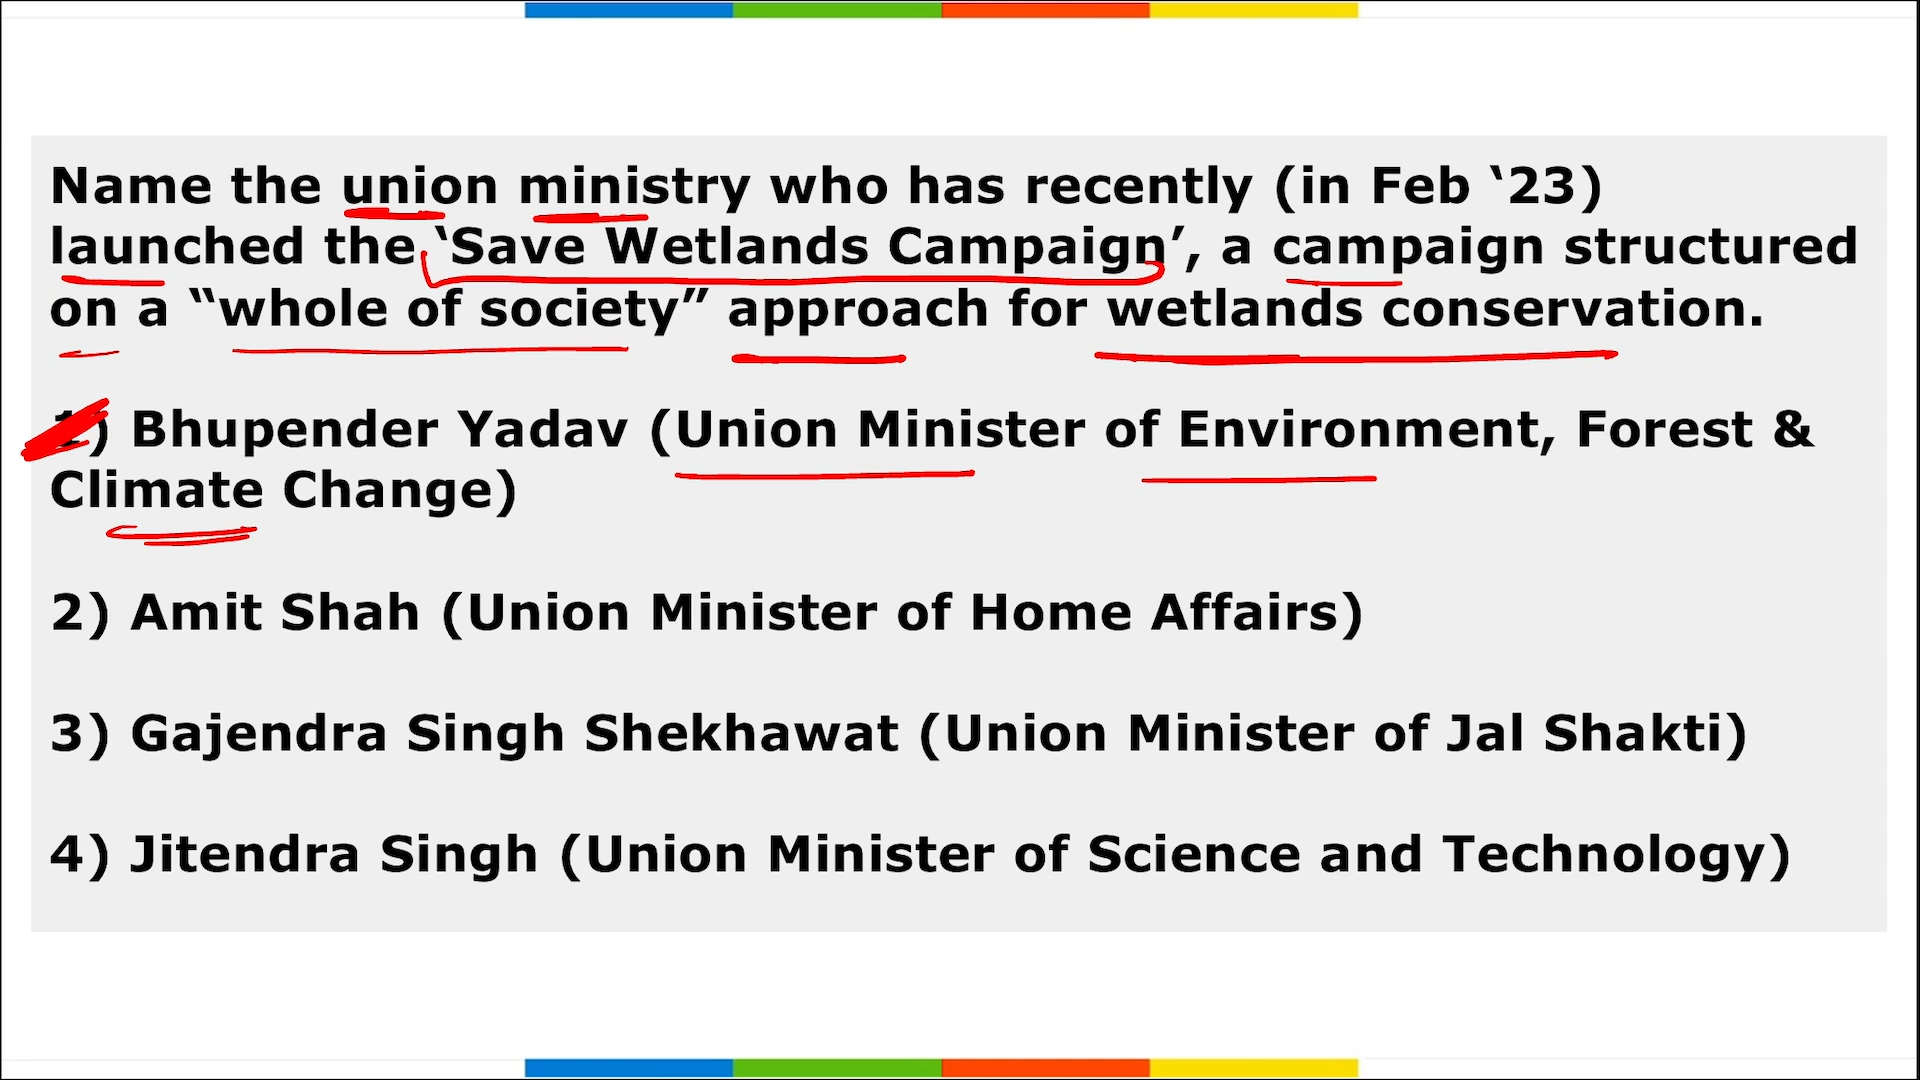 Name the union ministry who has recently (in Feb ‘23)
launched the ‘Save Wetlands Campaign’, a campaign structured
on a “whole of society” approach for wetlands conservation.
1) Bhupender Yadav (Union Minister of Environment, Forest &
Climate Change)
2) Amit Shah (Union Minister of Home Affairs)
3) Gajendra Singh Shekhawat (Union Minister of Jal Shakti)
4) Jitendra Singh (Union Minister of Science and Technology)